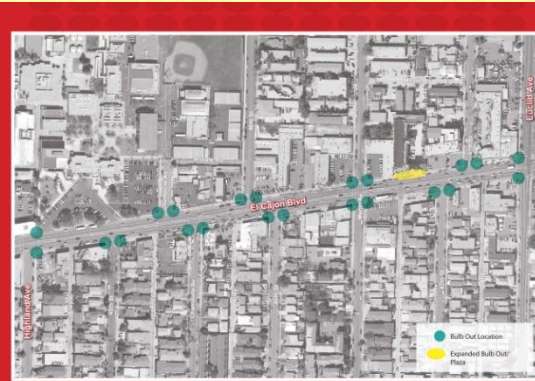 Euclid Ave
El Cajon Blvd
Highland Ave
Bulb Out Location
Expanded Bulb Out/
Plaza